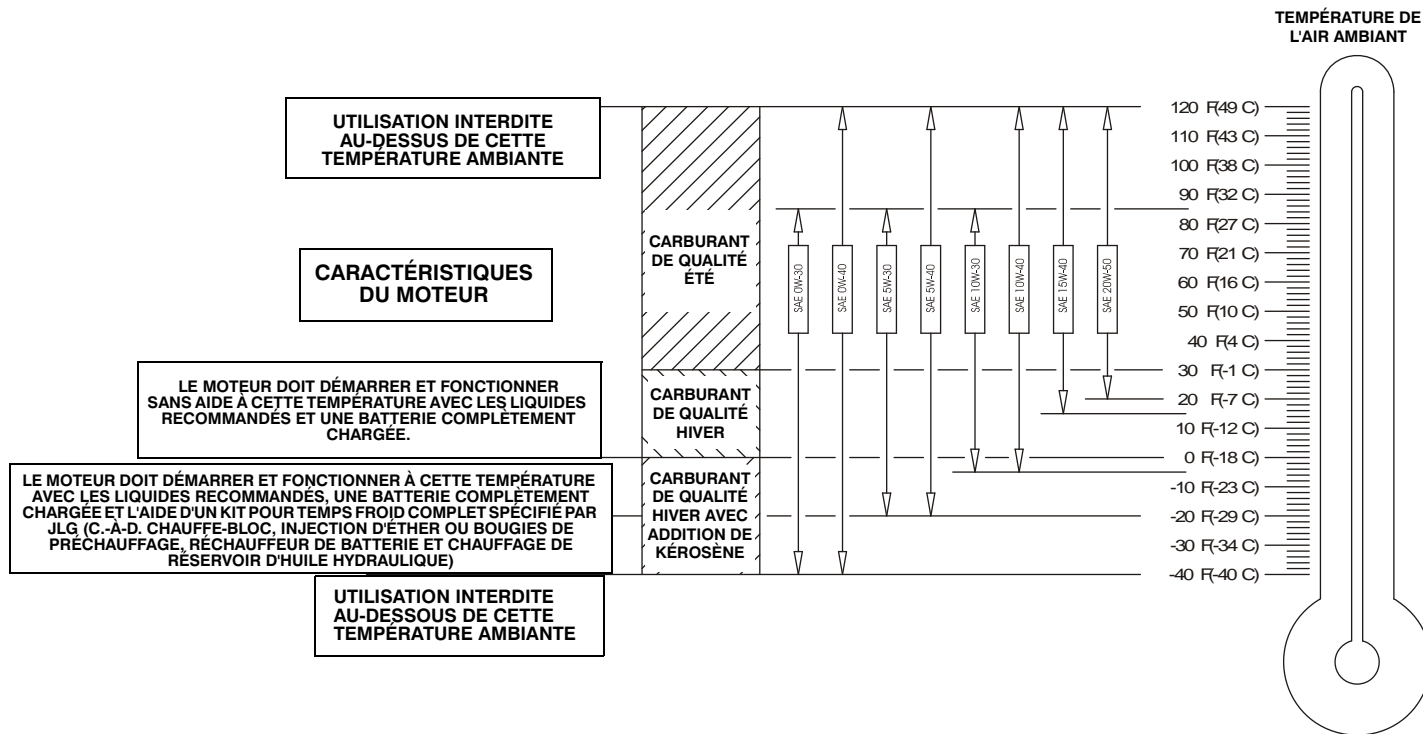 TEMPÉRATURE DE
L'AIR AMBIANT
UTILISATION INTERDITE
AU-DESSUS DE CETTE
TEMPÉRATURE AMBIANTE
CARACTÉRISTIQUES
DU MOTEUR
LE MOTEUR DOIT DÉMARRER ET FONCTIONNER
SANS AIDE À CETTE TEMPÉRATURE AVEC LES LIQUIDES
RECOMMANDÉS ET UNE BATTERIE COMPLÈTEMENT
CHARGÉE.
LE MOTEUR DOIT DÉMARRER ET FONCTIONNER À CETTE TEMPÉRATURE
AVEC LES LIQUIDES RECOMMANDÉS, UNE BATTERIE COMPLÈTEMENT
CHARGÉE ET L'AIDE D'UN KIT POUR TEMPS FROID COMPLET SPÉCIFIÉ PAR
JLG (C.-À-D. CHAUFFE-BLOC, INJECTION D'ÉTHER OU BOUGIES DE
PRÉCHAUFFAGE, RÉCHAUFFEUR DE BATTERIE ET CHAUFFAGE DE
RÉSERVOIR D'HUILE HYDRAULIQUE)
UTILISATION INTERDITE
AU-DESSOUS DE CETTE
TEMPÉRATURE AMBIANTE
CARBURANT
DE QUALITÉ
ÉTÉ
CARBURANT
DE QUALITÉ
HIVER
CARBURANT
DE QUALITÉ
HIVER AVEC
ADDITION DE
KÉROSÈNE
SAE 0W-30
SAE 0W-40
SAE 5W-30
SAE 5W-40
SAE 10W-30
SAE 10W-40
SAE 15W-40
SAE 20W-50
120 F(49 C)
110 F(43 C)
100 F(38 C)
90 F(32 C)
80 F(27 C)
70 F(21 C)
60 F(16 C)
50 F(10 C)
40 F(4 C)
30 F(-1 C)
20 F(-7 C)
10 F(-12 C)
0 F(-18 C)
-10 F(-23 C)
-20 F(-29 C)
-30 F(-34 C)
-40 F(-40 C)